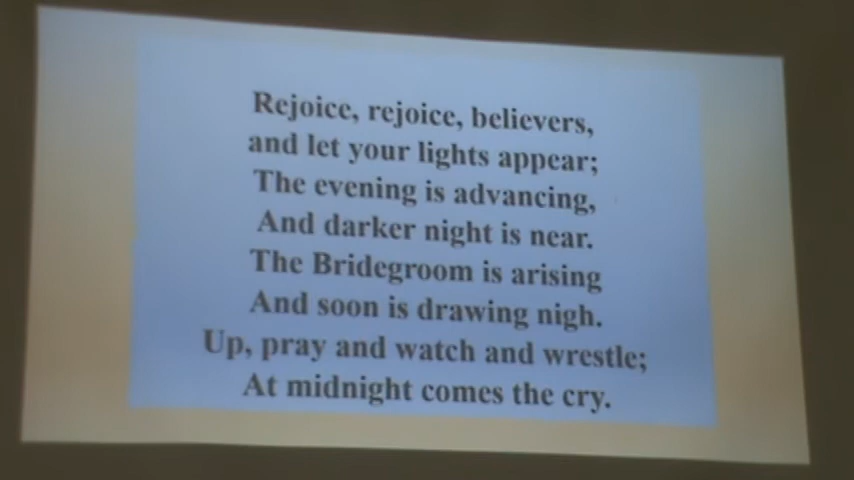 Rejoice, rejoice, believers,
and let your lights appear;
The evening is advancing,
And darker night is near.
The Bridegroom is arising
And soon is drawing nigh.
Up, pray and watch and wrestle;
At midnight comes the cry.